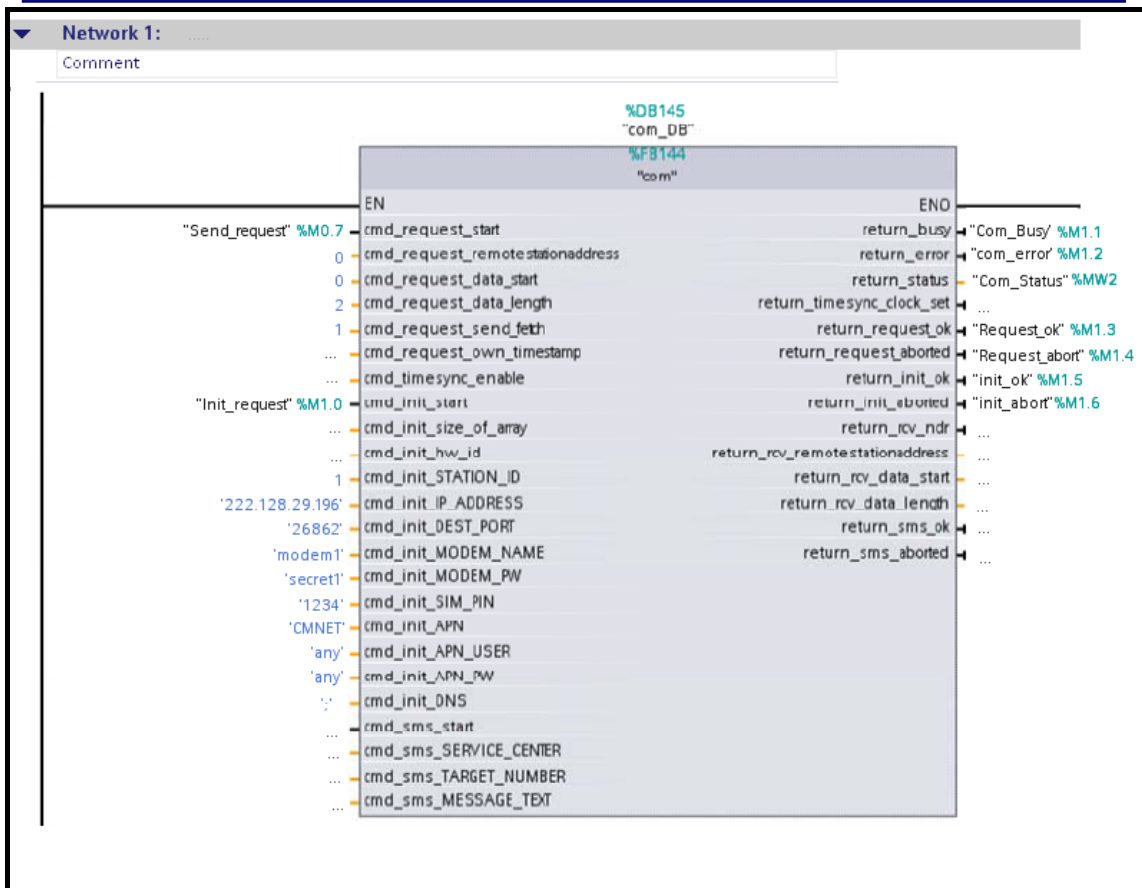 Network 1: .....
Comment
%DB145
"com_DB"
%FB144
"com"
EN ENO
"Send_request" %M0.7 cmd_request_start return_busy "Com_Busy' %M1.1
0 cmd_request_remotestationaddress return_error "com_error' %M1.2
0 cmd_request_data_start return_status "Com_Status" %MW2
2 cmd_request_data_length return_timesync_clock_set ...
1 cmd_request_send_fetch return_request_ok "Request_ok" %M1.3
... cmd_request_own_timestamp return_request_aborted "Request_abort" %M1.4
... cmd_timesync_enable return_init_ok "init_ok" %M1.5
"Init_request" %M1.0 cmd_init_start return_init_aborted "init_abort" %M1.6
... cmd_init_size_of_array return_rcv_ndr ...
... cmd_init_hw_id return_rcv_remotestationaddress ...
1 cmd_init_STATION_ID return_rcv_data_start ...
'222.128.29.196' cmd_init_IP_ADDRESS return_rcv_data_length ...
'26862' cmd_init_DEST_PORT return_sms_ok ...
'modem1' cmd_init_MODEM_NAME return_sms_aborted ...
'secret1' cmd_init_MODEM_PW
'1234' cmd_init_SIM_PIN
'CMNET' cmd_init_APN
'any' cmd_init_APN_USER
'any' cmd_init_APN_PW
';' cmd_init_DNS
... cmd_sms_start
... cmd_sms_SERVICE_CENTER
... cmd_sms_TARGET_NUMBER
... cmd_sms_MESSAGE_TEXT